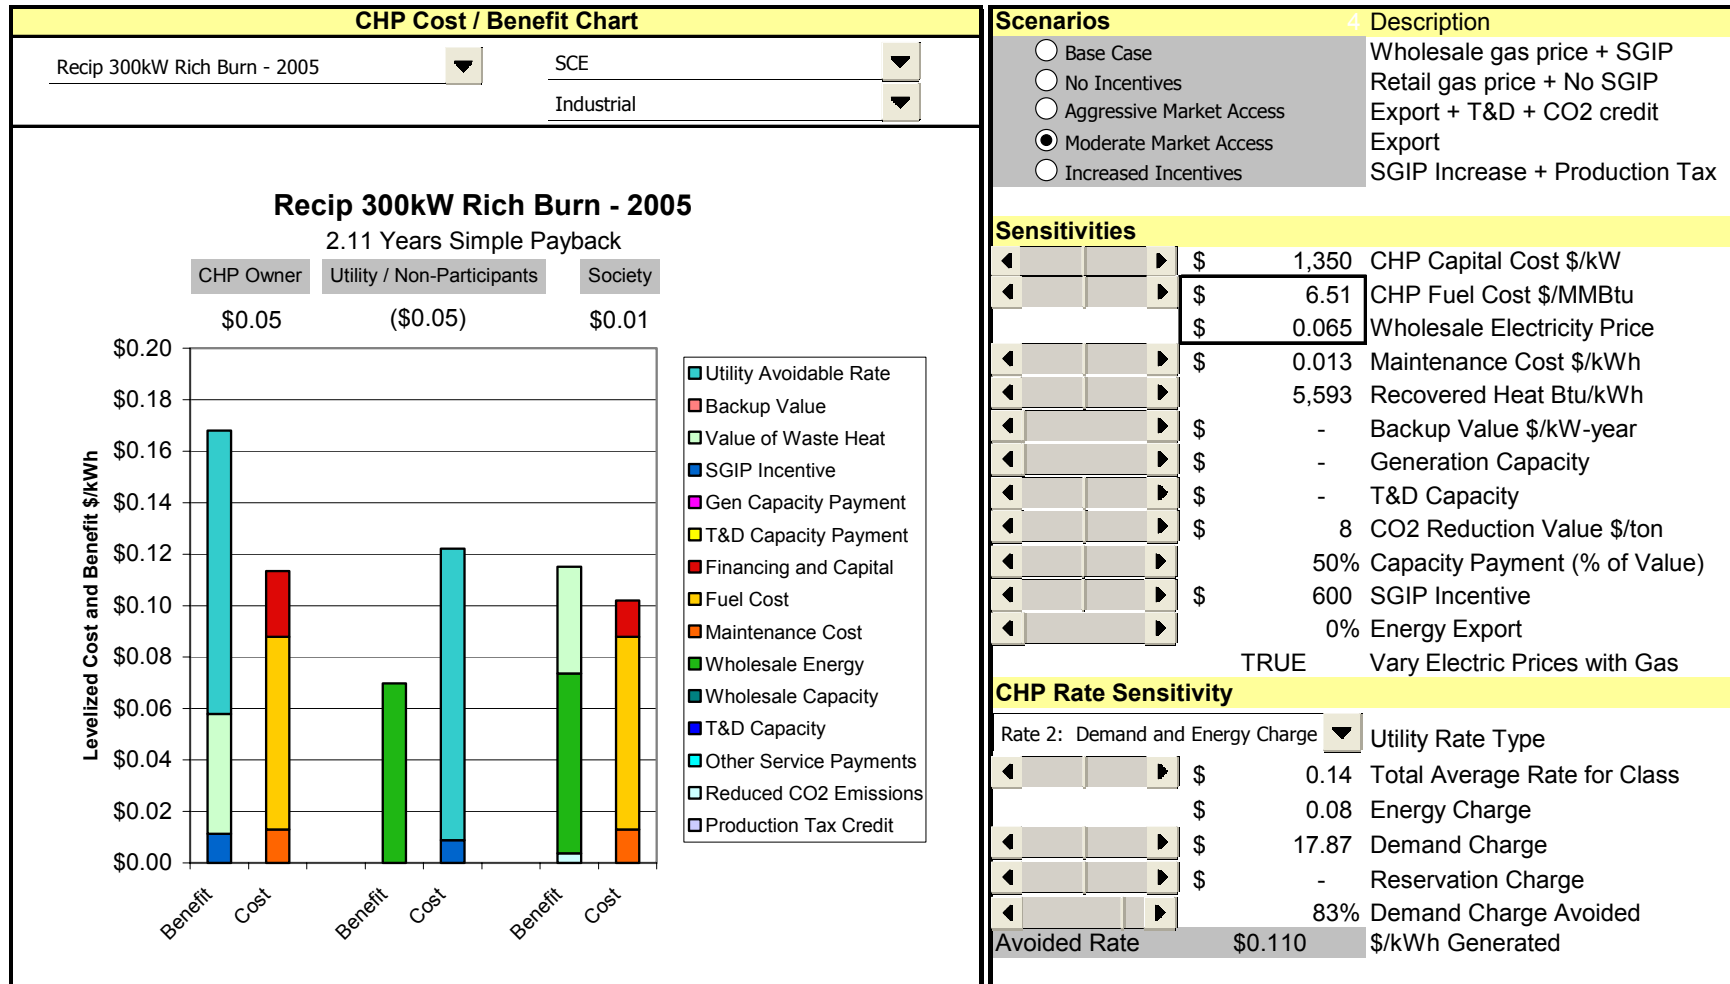 CHP Cost / Benefit Chart
Recip 300kW Rich Burn - 2005
SCE
Industrial
Recip 300kW Rich Burn - 2005
2.11 Years Simple Payback
CHP Owner Utility / Non-Participants Society
$0.05 ($0.05) $0.01
Levelized Cost and Benefit $/kWh
$0.20
$0.18
$0.16
$0.14
$0.12
$0.10
$0.08
$0.06
$0.04
$0.02
$0.00
Benefit Cost Benefit Cost Benefit Cost
Utility Avoidable Rate
Backup Value
Value of Waste Heat
SGIP Incentive
Gen Capacity Payment
T&D Capacity Payment
Financing and Capital
Fuel Cost
Maintenance Cost
Wholesale Energy
Wholesale Capacity
T&D Capacity
Other Service Payments
Reduced CO2 Emissions
Production Tax Credit
Scenarios 4 Description
Base Case Wholesale gas price + SGIP
No Incentives Retail gas price + No SGIP
Aggressive Market Access Export + T&D + CO2 credit
Moderate Market Access Export
Increased Incentives SGIP Increase + Production Tax
Sensitivities
$ 1,350 CHP Capital Cost $/kW
$ 6.51 CHP Fuel Cost $/MMBtu
$ 0.065 Wholesale Electricity Price
$ 0.013 Maintenance Cost $/kWh
5,593 Recovered Heat Btu/kWh
$ - Backup Value $/kW-year
$ - Generation Capacity
$ - T&D Capacity
$ 8 CO2 Reduction Value $/ton
50% Capacity Payment (% of Value)
$ 600 SGIP Incentive
0% Energy Export
TRUE Vary Electric Prices with Gas
CHP Rate Sensitivity
Rate 2: Demand and Energy Charge Utility Rate Type
$ 0.14 Total Average Rate for Class
$ 0.08 Energy Charge
$ 17.87 Demand Charge
$ - Reservation Charge
83% Demand Charge Avoided
Avoided Rate $0.110 $/kWh Generated